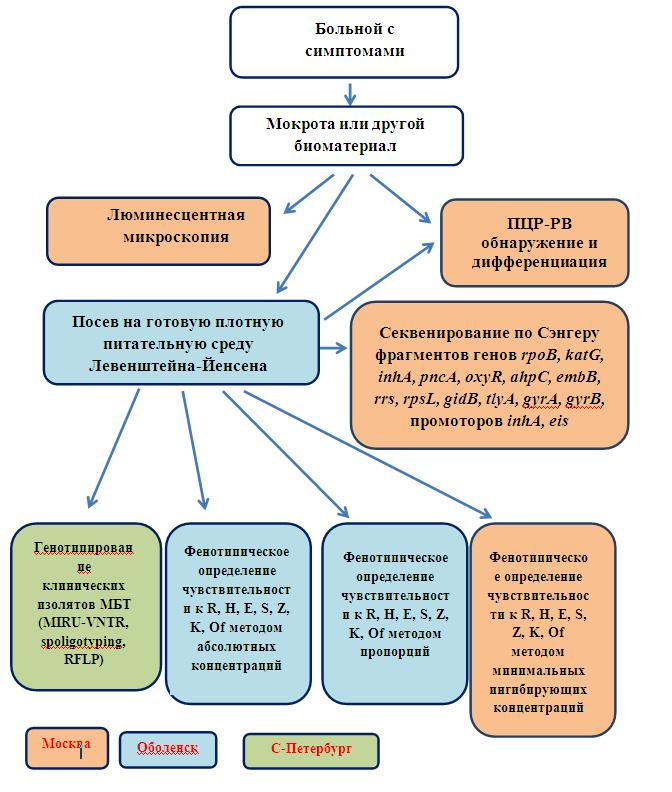 Больной с
симптомами
Мокрота или другой
биоматериал
Люминесцентная
микроскопия
ПЦР-РВ
обнаружение и
дифференциация
Посев на готовую плотную
питательную среду
Левенштейна-Йенсена
Секвенирование по Сэнгеру
фрагментов генов rpoB, katG,
inhA, pncA, oxyR, ahpC, embB,
rrs, rpsL, gidB, tlyA, gyrA, gyrB,
промоторов inhA, eis
Генотипирован
ие
клинических
изолятов МБТ
(MIRU-VNTR,
spoligotyping,
RFLP)
Фенотипическое
определение
чувствительност
и к R, H, E, S, Z,
K, Of методом
абсолютных
концентраций
Фенотипическое
определение
чувствительност
и к R, H, E, S, Z,
K, Of методом
пропорций
Фенотипическо
е определение
чувствительнос
ти к R, H, E, S,
Z, K, Of
методом
минимальных
ингибирующих
концентраций
Москва
Оболенск
С-Петербург